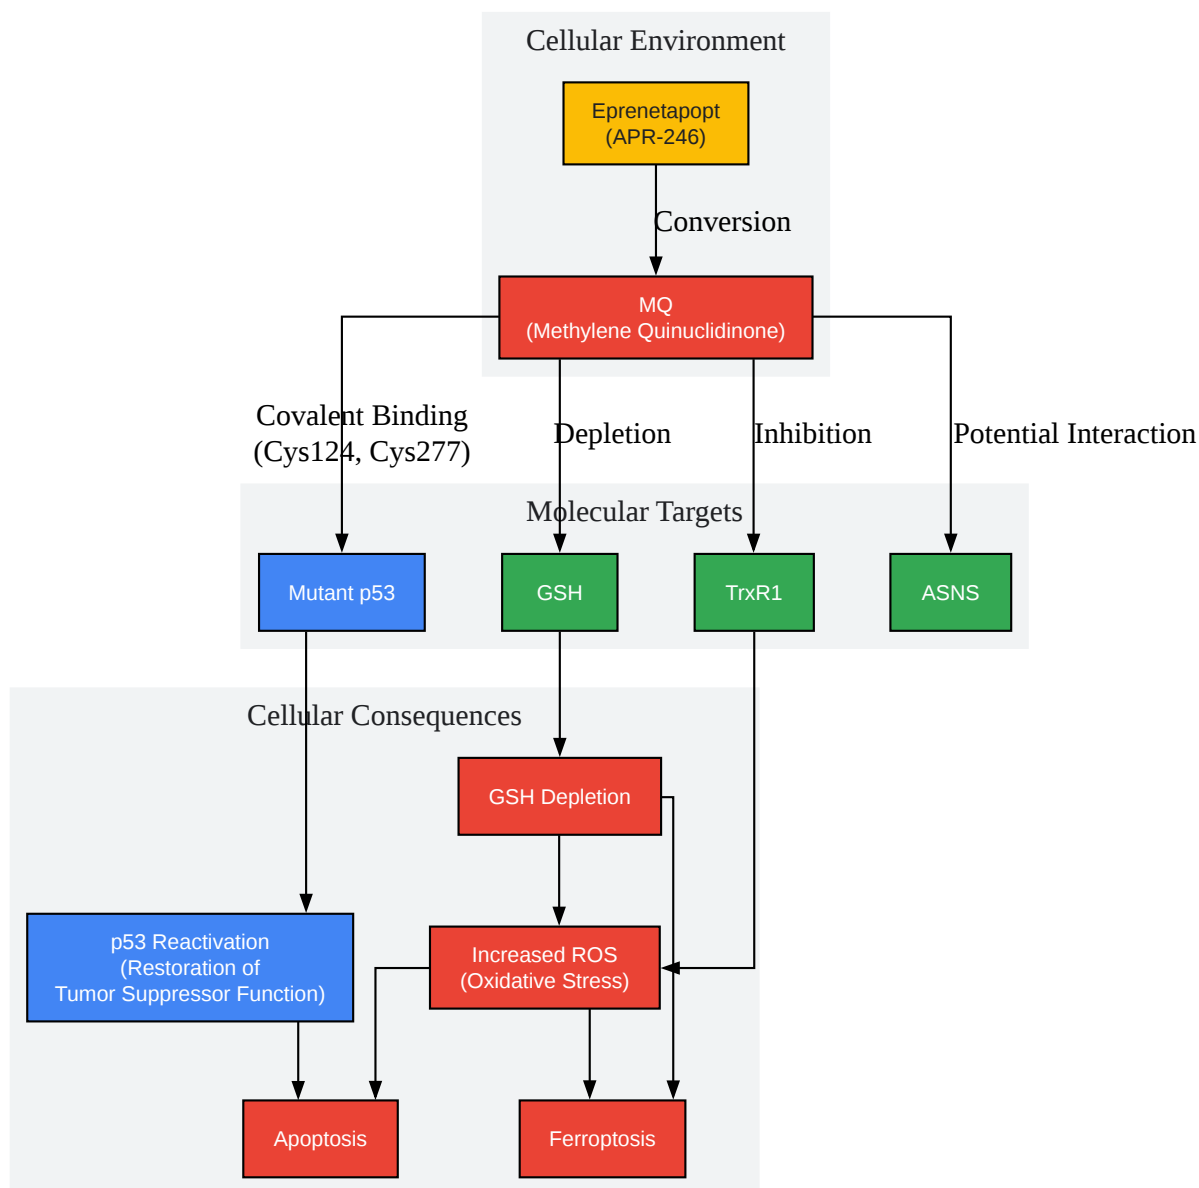 Cellular Environment
Eprenetapopt
(APR-246)
Conversion
MQ
(Methylene Quinuclidinone)
Covalent Binding
(Cys124, Cys277)
Depletion
Inhibition
Potential Interaction
Molecular Targets
Mutant p53
GSH
TrxR1
ASNS
Cellular Consequences
GSH Depletion
p53 Reactivation
(Restoration of
Tumor Suppressor Function)
Increased ROS
(Oxidative Stress)
Apoptosis
Ferroptosis